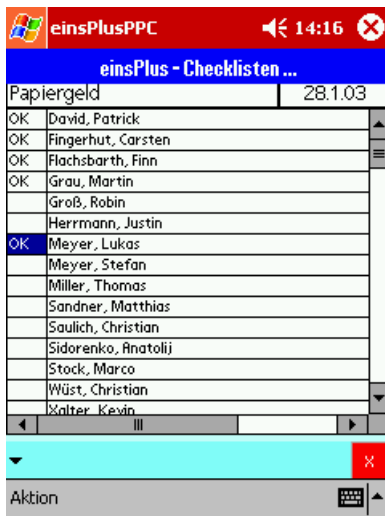 einsPlusPPC 14:16
einsPlus - Checklisten ...
Papiergeld 28.1.03
OK David, Patrick
OK Fingerhut, Carsten
OK Flachsbarth, Finn
OK Grau, Martin
Groß, Robin
Herrmann, Justin
OK Meyer, Lukas
Meyer, Stefan
Miller, Thomas
Sandner, Matthias
Saulich, Christian
Sidorenko, Anatolij
Stock, Marco
Wüst, Christian
Xalter, Kevin
X
Aktion